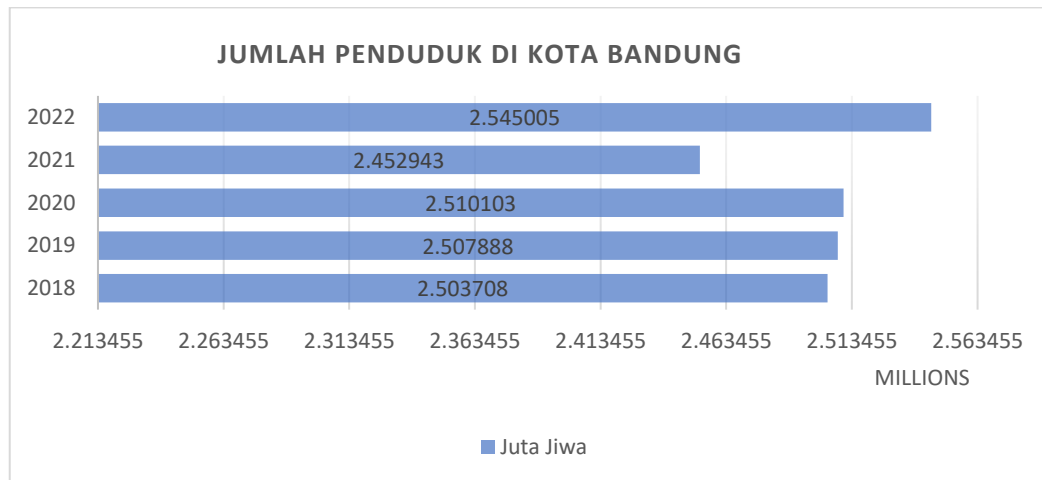 JUMLAH PENDUDUK DI KOTA BANDUNG
2022 2.545005
2021 2.452943
2020 2.510103
2019 2.507888
2018 2.503708
2.213455 2.263455 2.313455 2.363455 2.413455 2.463455 2.513455 2.563455
MILLIONS
Juta Jiwa